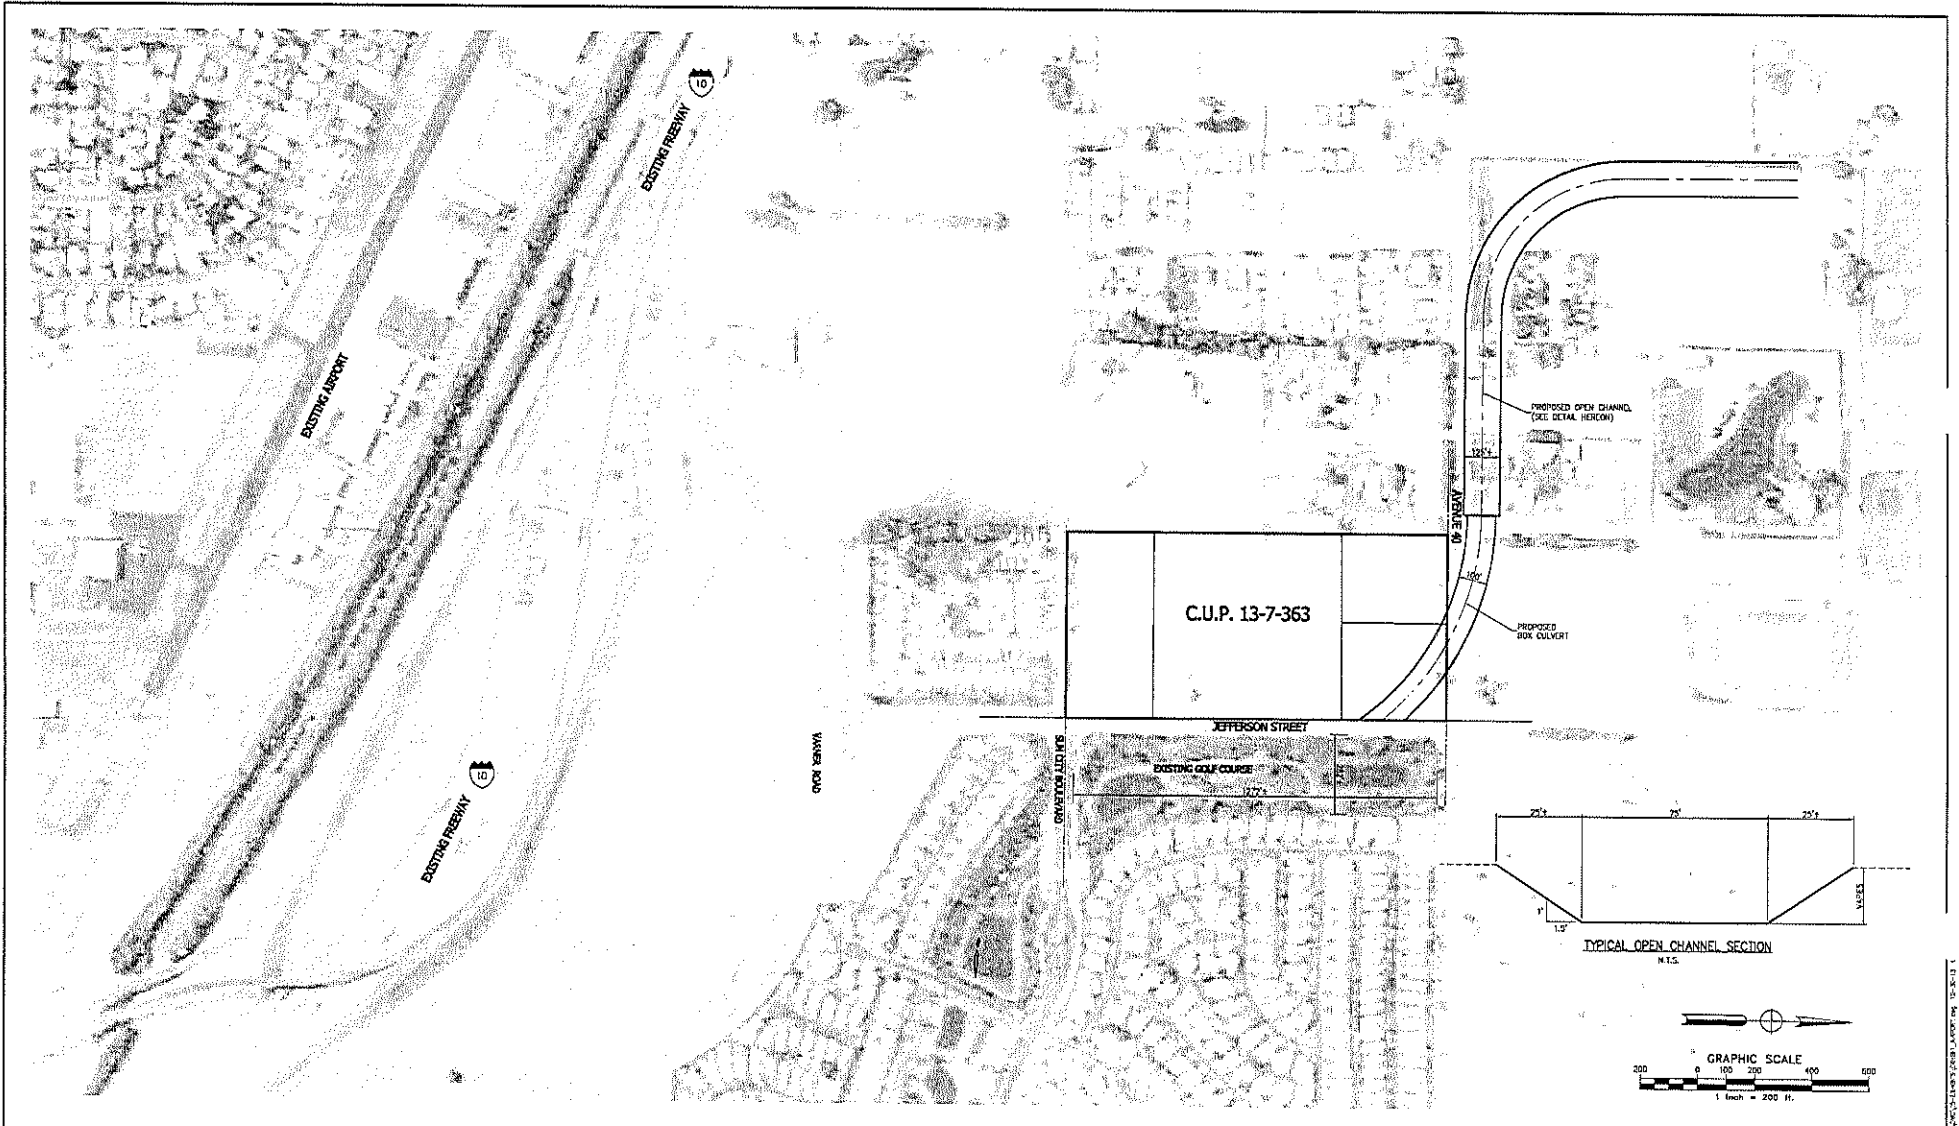 10
EXISTING FREEWAY
EXISTING AIRPORT
PROPOSED OPEN CHANNEL
(SEE DETAIL HEREON)
125'±
AVENUE 40
100'
C.U.P. 13-7-363
PROPOSED
BOX CULVERT
JEFFERSON STREET
VARNER ROAD
SUN CITY BOULEVARD
EXISTING GOLF COURSE
10
EXISTING FREEWAY
25'±
75'
25'±
1'
1.5'
VARIES
TYPICAL OPEN CHANNEL SECTION
N.T.S.
GRAPHIC SCALE
200 0 100 200 400 600
1 inch = 200 ft.